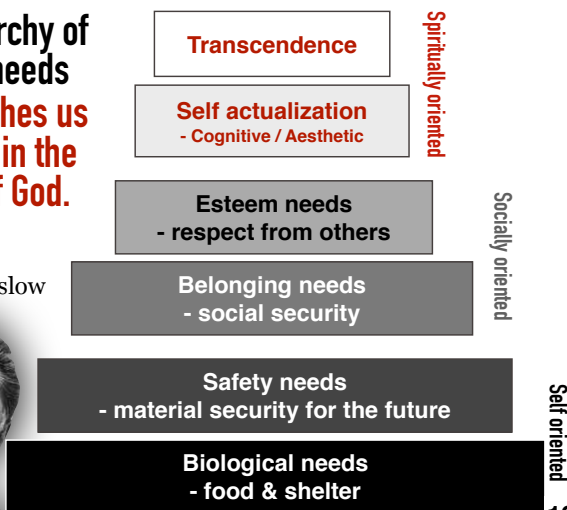 rchy of
needs
hes us
in the
f God.
slow
Transcendence
Self actualization
- Cognitive / Aesthetic
Spiritually oriented
Esteem needs
- respect from others
Belonging needs
- social security
Socially oriented
Safety needs
- material security for the future
Biological needs
- food & shelter
Self oriented